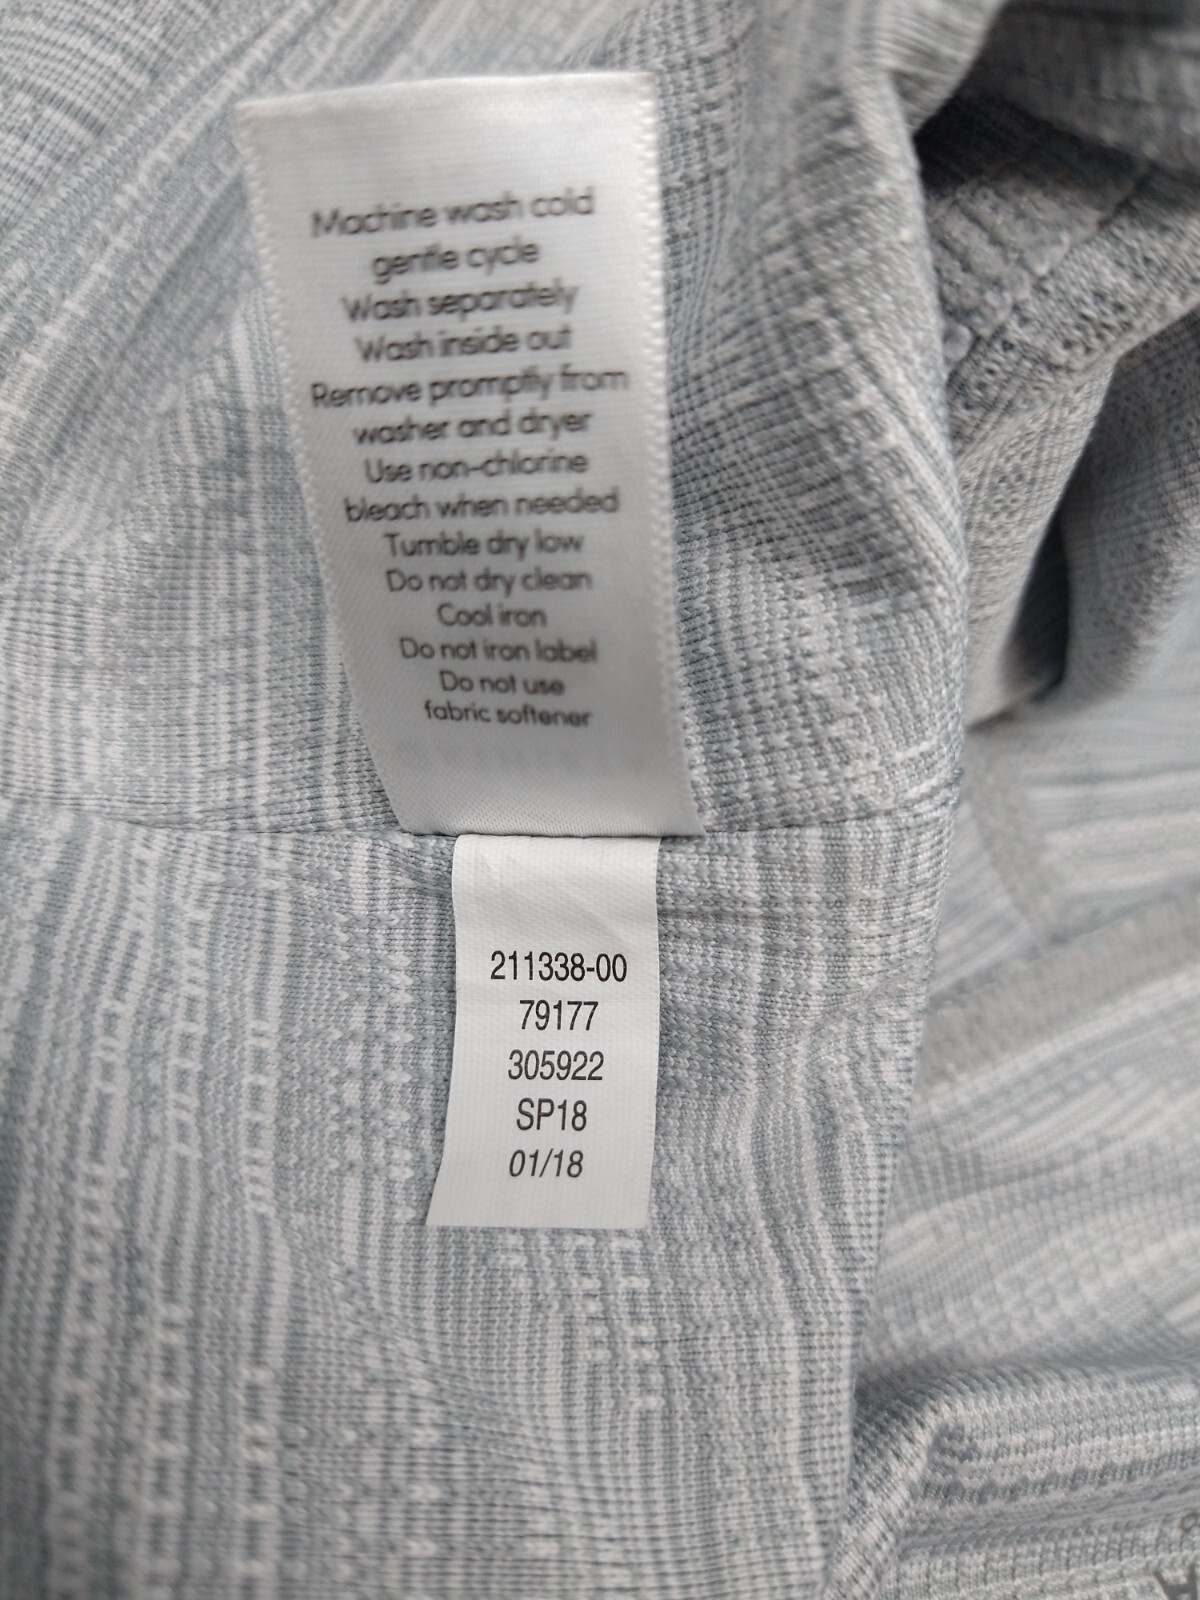 Machine wash cold
gentle cycle
Wash separately
Wash inside out
Remove promptly from
washer and dryer
Use non-chlorine
bleach when needed
Tumble dry low
Do not dry clean
Cool iron
Do not iron label
Do not use
fabric softener
211338-00
79177
305922
SP18
01/18